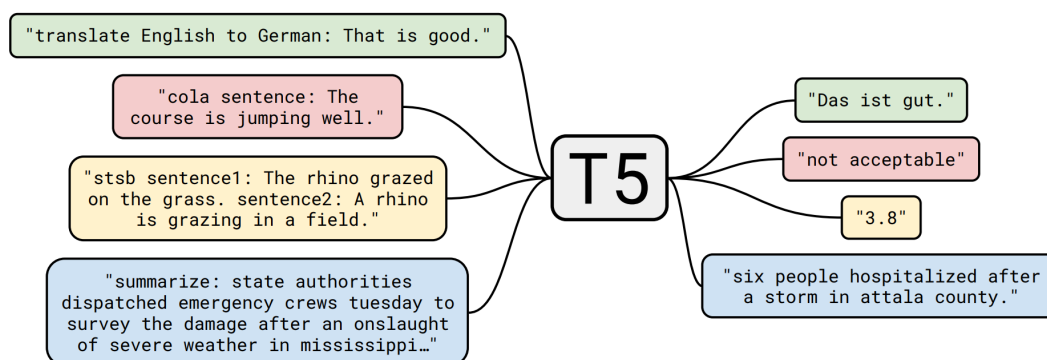 "translate English to German: That is good."
"cola sentence: The
course is jumping well."
"stsb sentence1: The rhino grazed
on the grass. sentence2: A rhino
is grazing in a field."
"summarize: state authorities
dispatched emergency crews tuesday to
survey the damage after an onslaught
of severe weather in mississippi…"
T5
"Das ist gut."
"not acceptable"
"3.8"
"six people hospitalized after
a storm in attala county."